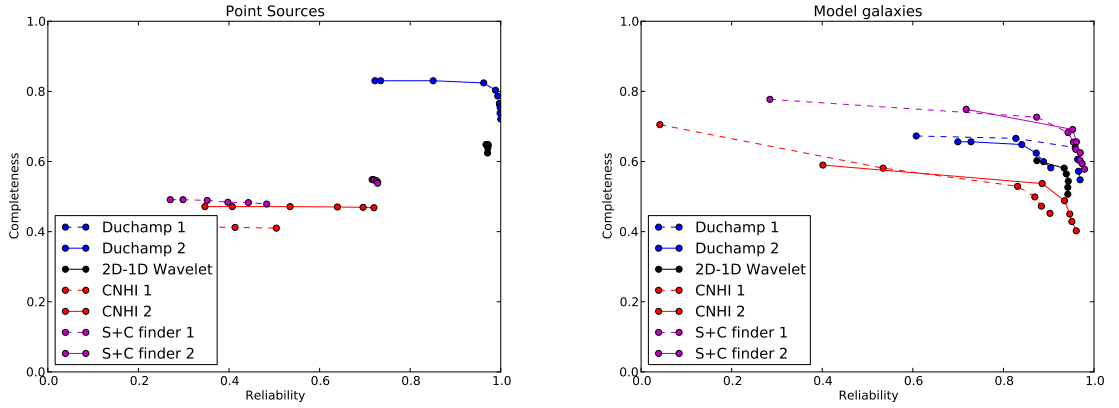 Point Sources
1.0
0.8
0.6
0.4
0.2
0.0
Completeness
Duchamp 1
Duchamp 2
2D-1D Wavelet
CNHI 1
CNHI 2
S+C finder 1
S+C finder 2
0.0 0.2 0.4 0.6 0.8 1.0
Reliability
Model galaxies
1.0
0.8
0.6
0.4
0.2
0.0
Completeness
Duchamp 1
Duchamp 2
2D-1D Wavelet
CNHI 1
CNHI 2
S+C finder 1
S+C finder 2
0.0 0.2 0.4 0.6 0.8 1.0
Reliability